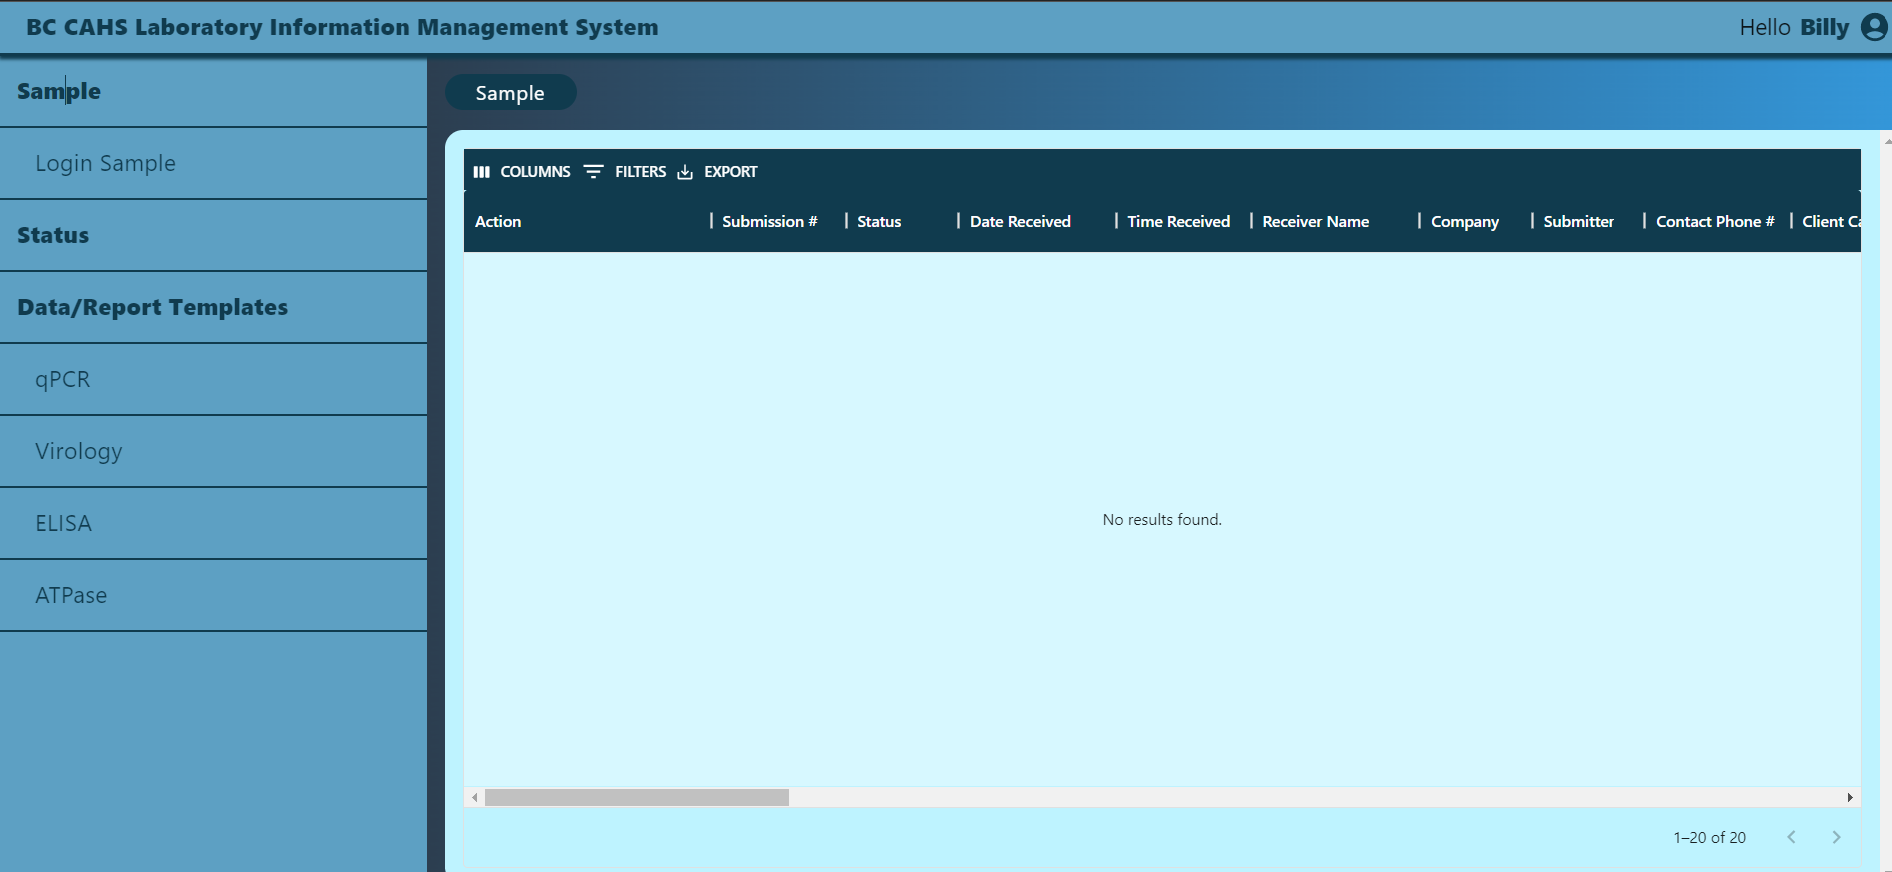 BC CAHS Laboratory Information Management System
Hello Billy
Sample
Login Sample
Status
Data/Report Templates
qPCR
Virology
ELISA
ATPase
Sample
COLUMNS FILTERS EXPORT
Action Submission # Status Date Received Time Received Receiver Name Company Submitter Contact Phone # Client
No results found.
1–20 of 20